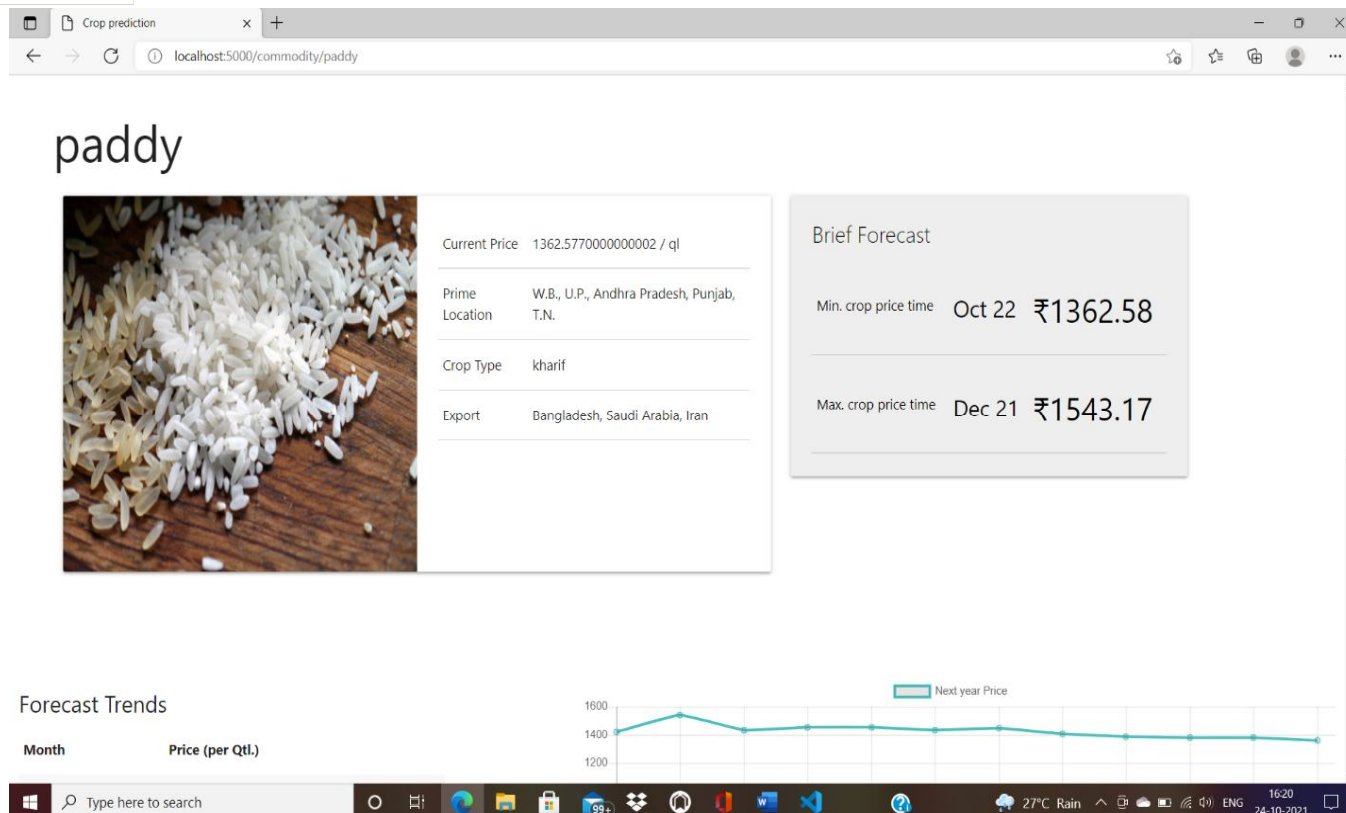 Crop prediction
localhost:5000/commodity/paddy
paddy
Current Price 1362.5770000000002 / ql
Prime Location W.B., U.P., Andhra Pradesh, Punjab, T.N.
Crop Type kharif
Export Bangladesh, Saudi Arabia, Iran
Brief Forecast
Min. crop price time Oct 22 ₹1362.58
Max. crop price time Dec 21 ₹1543.17
Forecast Trends
Month Price (per Qtl.)
Next year Price
1600
1400
1200
Type here to search
99+
27°C Rain
ENG
16:20
24-10-2021